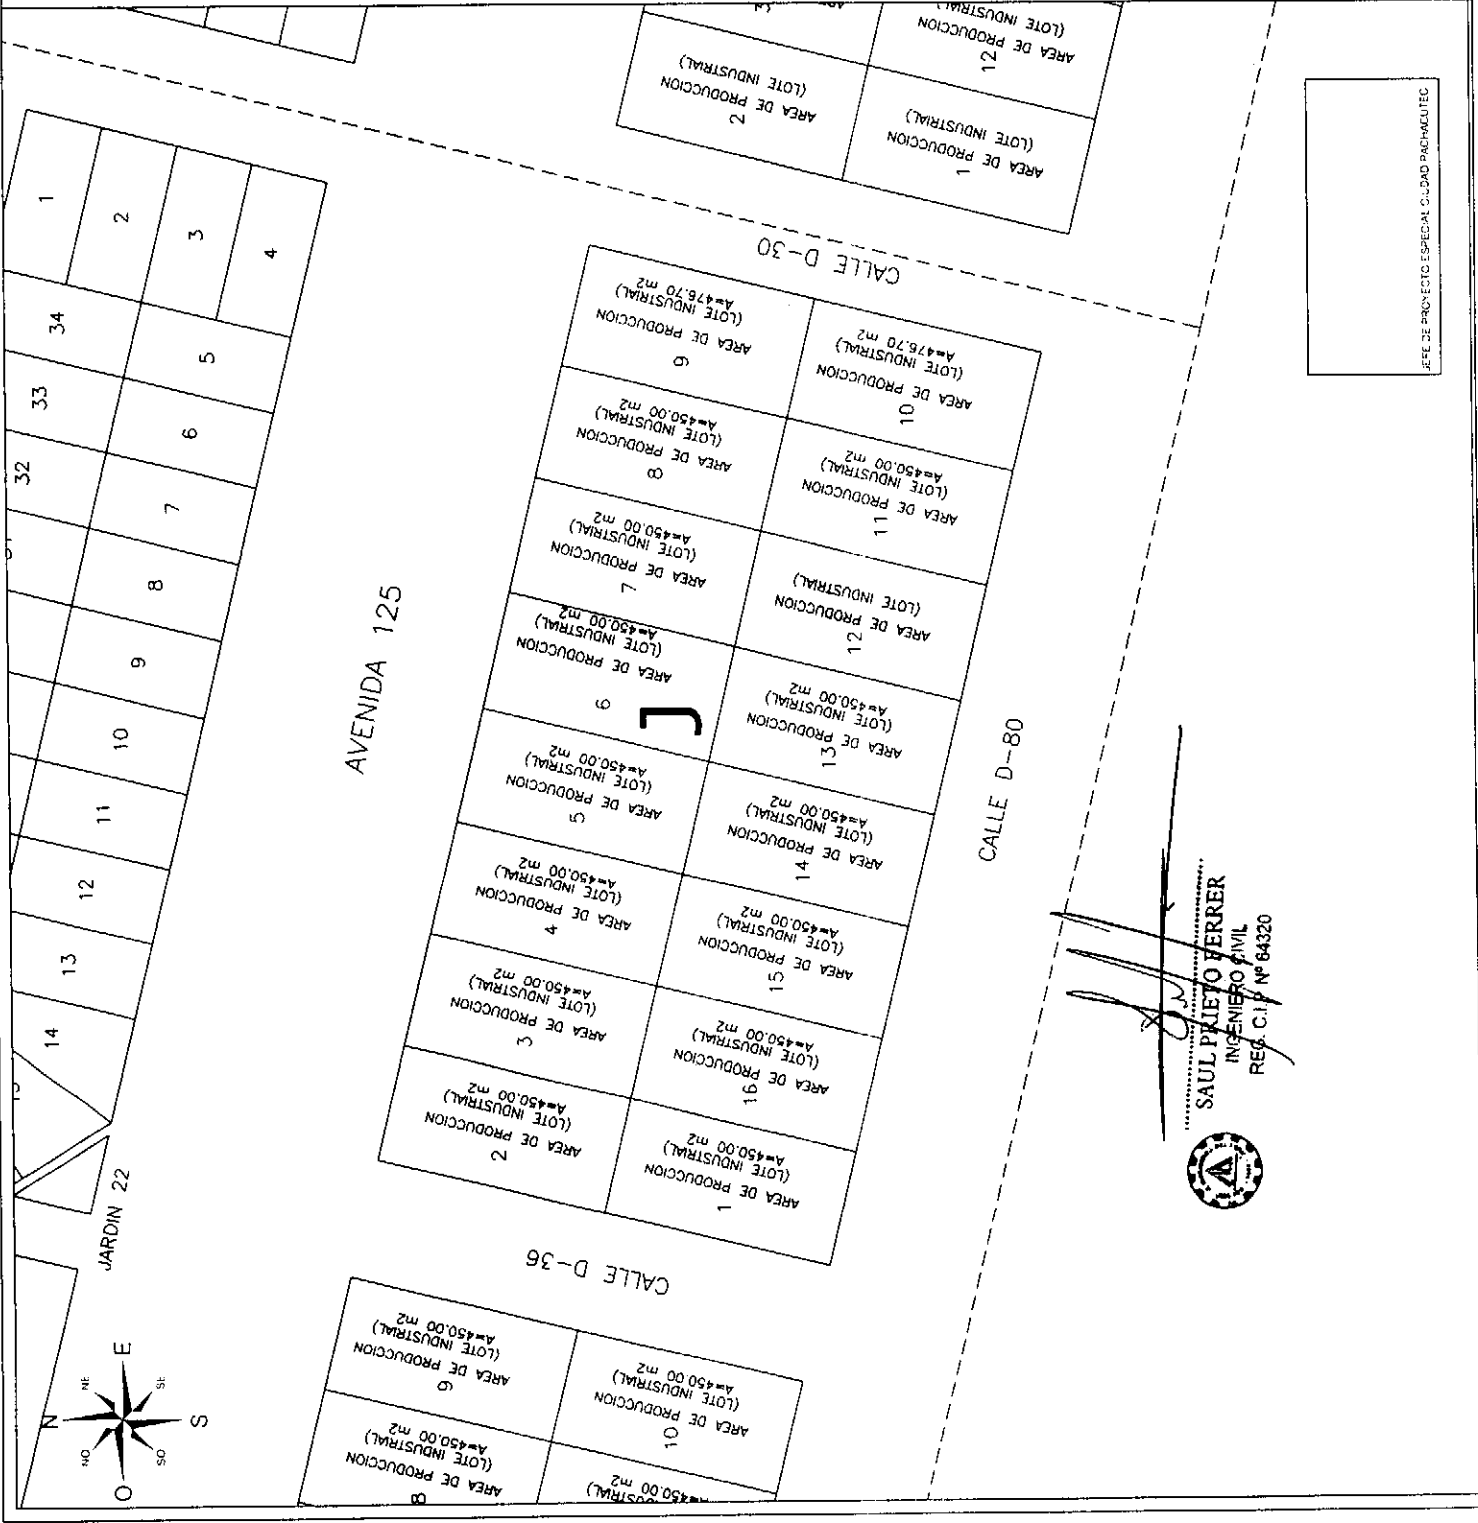 1
2
3
4
34
33
32
5
6
7
8
9
10
11
12
13
14
JARDIN 22
AVENIDA 125
CALLE D-30
CALLE D-80
CALLE D-36
AREA DE PRODUCCION
(LOTE INDUSTRIAL)
2
AREA DE PRODUCCION
(LOTE INDUSTRIAL)
12
AREA DE PRODUCCION
(LOTE INDUSTRIAL)
1
J
9
AREA DE PRODUCCION
(LOTE INDUSTRIAL)
A=476.70 m2
8
AREA DE PRODUCCION
(LOTE INDUSTRIAL)
A=450.00 m2
7
AREA DE PRODUCCION
(LOTE INDUSTRIAL)
A=450.00 m2
6
AREA DE PRODUCCION
(LOTE INDUSTRIAL)
A=450.00 m2
5
AREA DE PRODUCCION
(LOTE INDUSTRIAL)
A=450.00 m2
4
AREA DE PRODUCCION
(LOTE INDUSTRIAL)
A=450.00 m2
3
AREA DE PRODUCCION
(LOTE INDUSTRIAL)
A=450.00 m2
2
AREA DE PRODUCCION
(LOTE INDUSTRIAL)
A=450.00 m2
10
AREA DE PRODUCCION
(LOTE INDUSTRIAL)
A=476.70 m2
11
AREA DE PRODUCCION
(LOTE INDUSTRIAL)
A=450.00 m2
12
AREA DE PRODUCCION
(LOTE INDUSTRIAL)
13
AREA DE PRODUCCION
(LOTE INDUSTRIAL)
A=450.00 m2
14
AREA DE PRODUCCION
(LOTE INDUSTRIAL)
A=450.00 m2
15
AREA DE PRODUCCION
(LOTE INDUSTRIAL)
A=450.00 m2
16
AREA DE PRODUCCION
(LOTE INDUSTRIAL)
A=450.00 m2
1
AREA DE PRODUCCION
(LOTE INDUSTRIAL)
A=450.00 m2
9
AREA DE PRODUCCION
(LOTE INDUSTRIAL)
A=450.00 m2
8
AREA DE PRODUCCION
(LOTE INDUSTRIAL)
A=450.00 m2
10
AREA DE PRODUCCION
(LOTE INDUSTRIAL)
A=450.00 m2
N
NE
E
SE
S
SO
O
NO
SAUL PRIETO FERRER
INGENIERO CIVIL
REG. C.I.P. Nº 64320
JEFE DE PROYECTO ESPECIAL CIUDAD PACHACUTEC